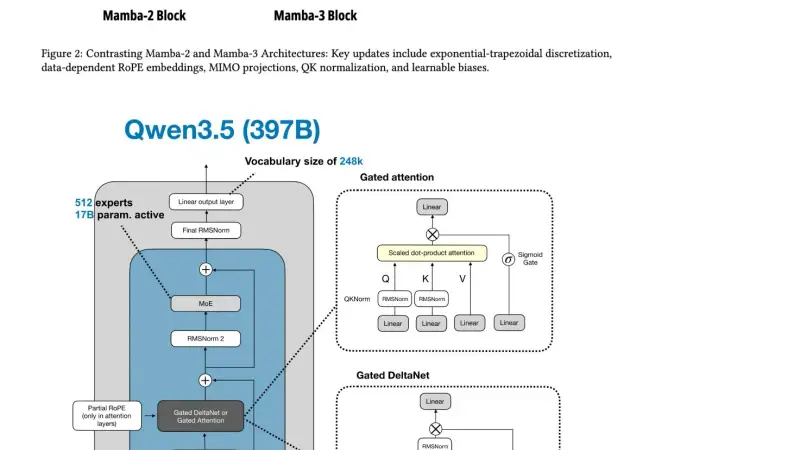 Mamba-2 Block
Mamba-3 Block
Figure 2: Contrasting Mamba-2 and Mamba-3 Architectures: Key updates include exponential-trapezoidal discretization,
data-dependent RoPE embeddings, MIMO projections, QK normalization, and learnable biases.
Qwen3.5 (397B)
Vocabulary size of 248k
512 experts
17B param. active
Linear output layer
Final RMSNorm
+
MoE
RMSNorm 2
+
Partial RoPE
(only in attention
layers)
Gated DeltaNet or
Gated Attention
Gated attention
Linear
Scaled dot-product attention
σ
Sigmoid
Gate
Q
K
V
QKNorm
RMSNorm
RMSNorm
Linear
Linear
Linear
Linear
Gated DeltaNet
Linear
RMSNorm